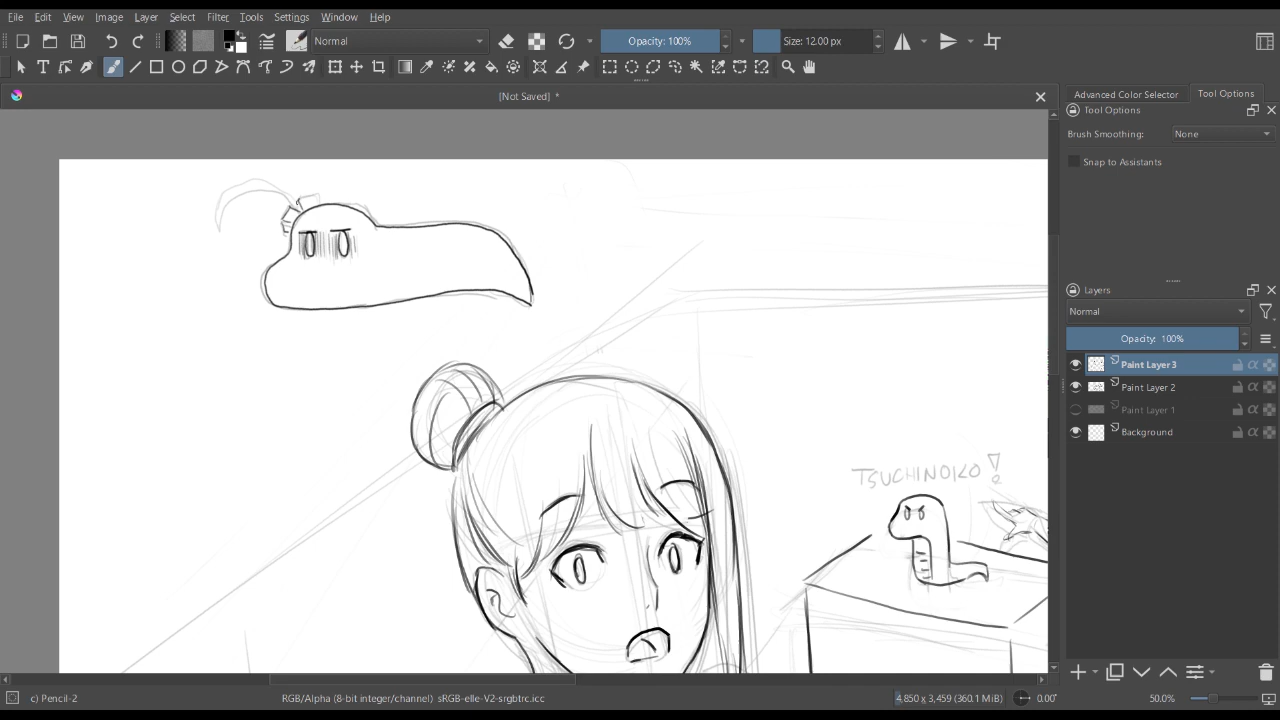 File Edit View Image Layer Select Filter Tools Settings Window Help
Normal Opacity: 100% Size: 12.00 px
[Not Saved] *
Advanced Color Selector Tool Options
Tool Options
Brush Smoothing: None
Snap to Assistants
Layers
Normal
Opacity: 100%
Paint Layer 3
Paint Layer 2
Paint Layer 1
Background
TSUCHINOKO
c) Pencil-2 RGB/Alpha (8-bit integer/channel) sRGB-elle-V2-srgbtrc.icc 4,850 x 3,459 (360.1 MiB) 0.00° 50.0%